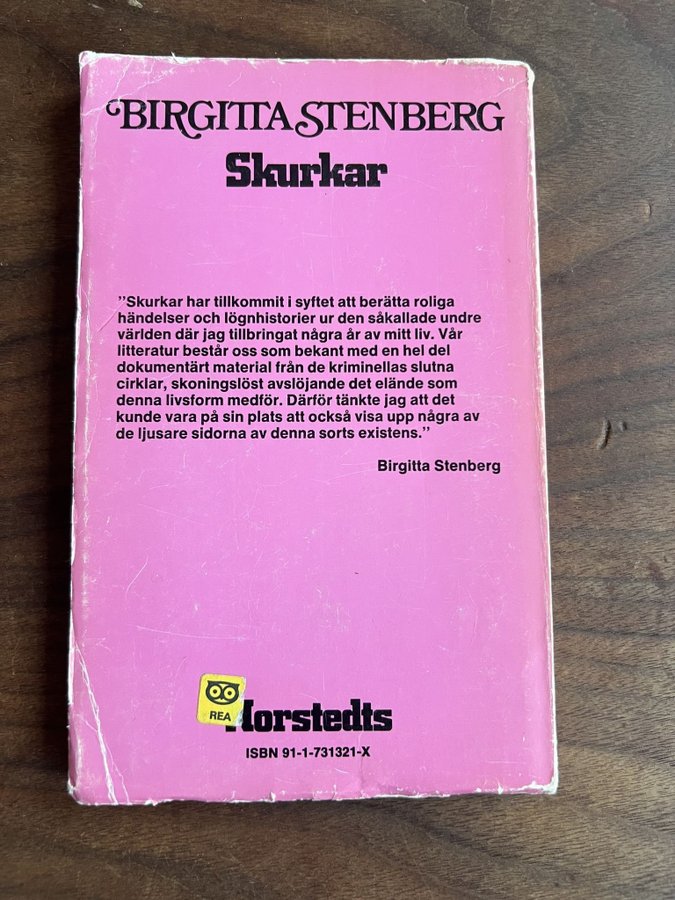 BIRGITTA STENBERG
Skurkar
”Skurkar har tillkommit i syftet att berätta roliga
händelser och lögnhistorier ur den såkallade undre
världen där jag tillbringat några år av mitt liv. Vår
litteratur består oss som bekant med en hel del
dokumentärt material från de kriminellas slutna
cirklar, skoningslöst avslöjande det elände som
denna livsform medför. Därför tänkte jag att det
kunde vara på sin plats att också visa upp några av
de ljusare sidorna av denna sorts existens.”
Birgitta Stenberg
REA
Norstedts
ISBN 91-1-731321-X